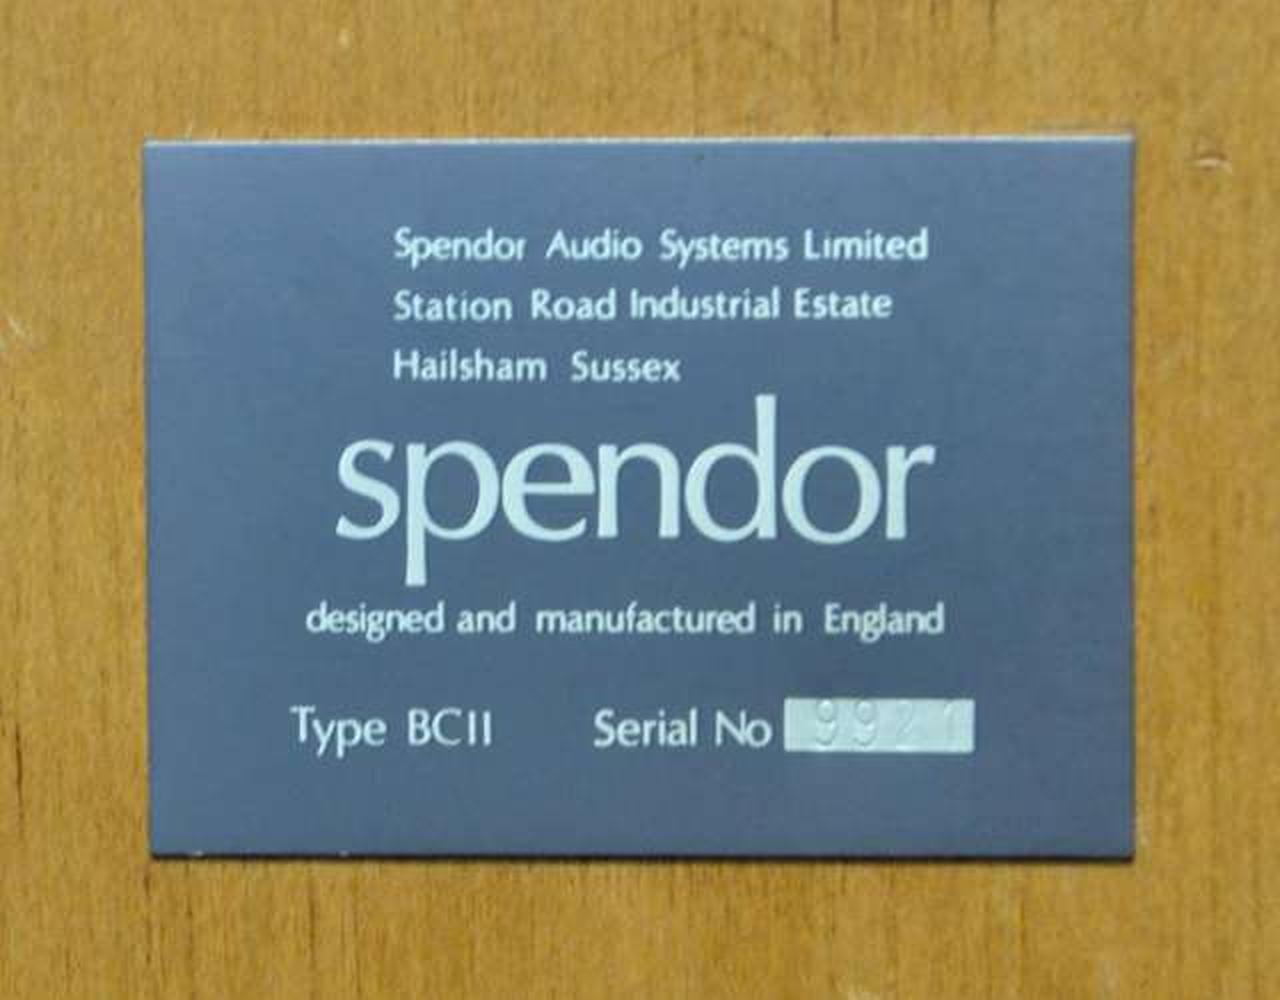 Spendor Audio Systems Limited
Station Road Industrial Estate
Hailsham Sussex
spendor
designed and manufactured in England
Type BCII Serial No 9921